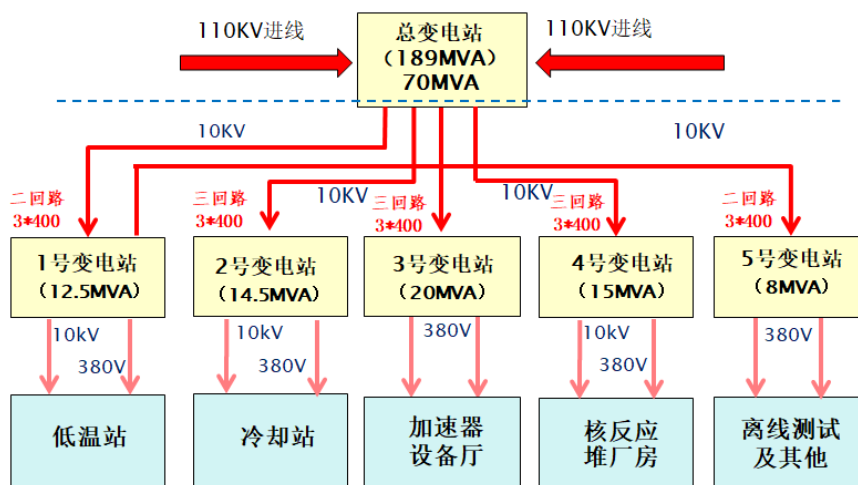 110KV进线
总变电站
（189MVA）
70MVA
110KV进线
10KV
10KV
二回路
3*400
三回路
3*400
10KV
三回路
3*400
10KV
三回路
3*400
二回路
3*400
1号变电站
（12.5MVA）
2号变电站
（14.5MVA）
3号变电站
（20MVA）
4号变电站
（15MVA）
5号变电站
（8MVA）
10kV
380V
10kV
380V
380V
10kV
380V
380V
低温站
冷却站
加速器
设备厅
核反应
堆厂房
离线测试
及其他